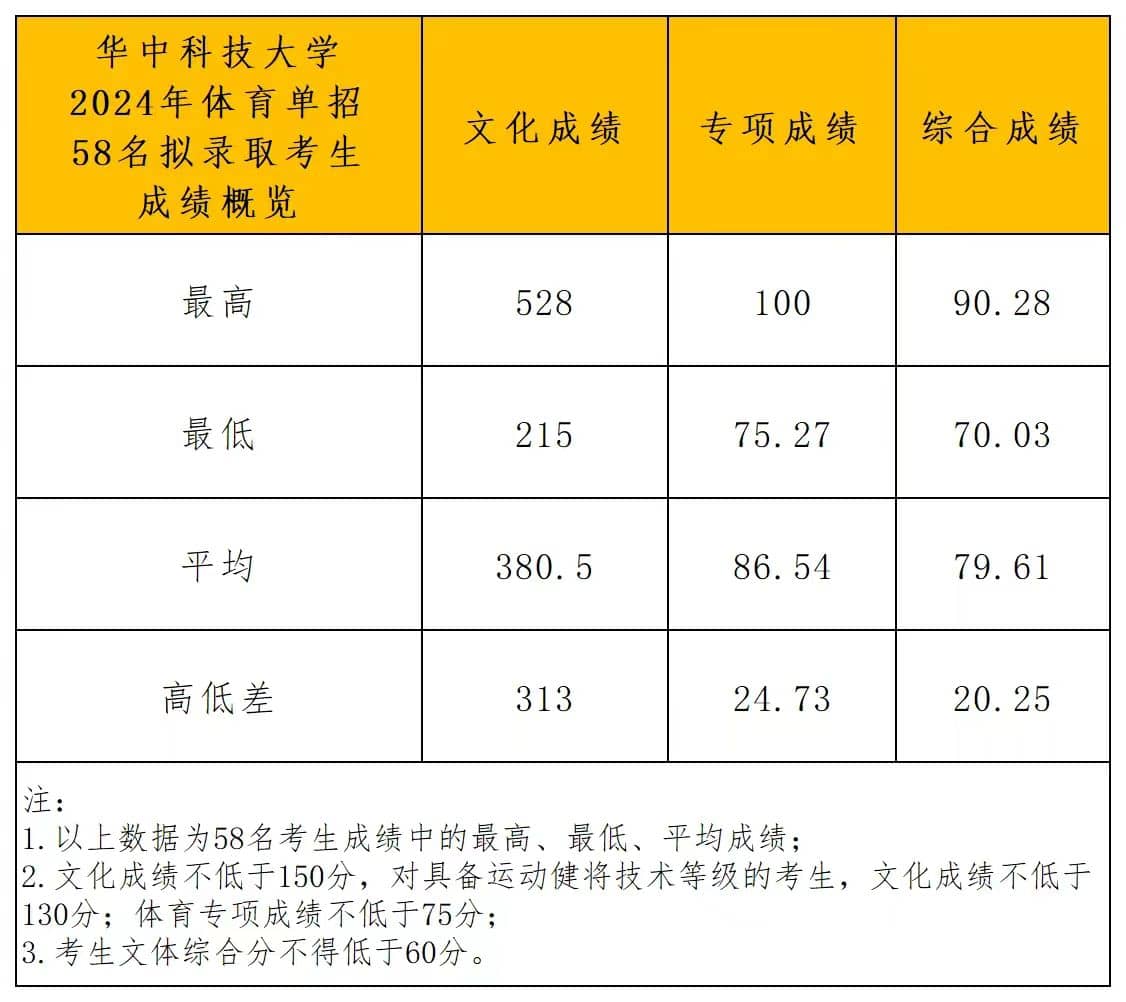 华中科技大学
2024年体育单招
58名拟录取考生
成绩概览
文化成绩 专项成绩 综合成绩
最高 528 100 90.28
最低 215 75.27 70.03
平均 380.5 86.54 79.61
高低差 313 24.73 20.25
注：
1.以上数据为58名考生成绩中的最高、最低、平均成绩；
2.文化成绩不低于150分，对具备运动健将技术等级的考生，文化成绩不低于
130分；体育专项成绩不低于75分；
3.考生文体综合分不得低于60分。